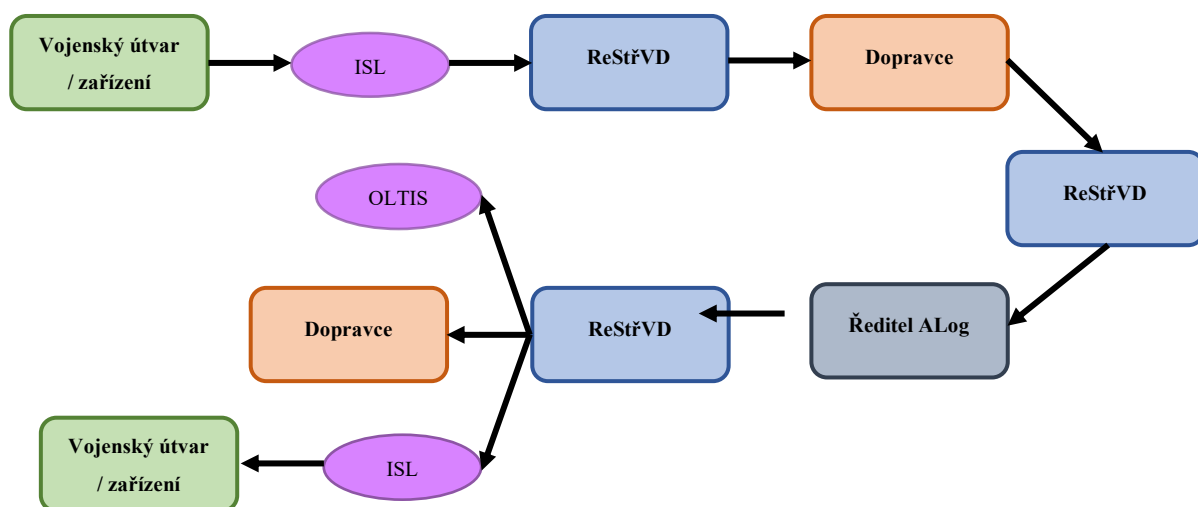 Vojenský útvar
/ zařízení
ISL
ReStřVD
Dopravce
ReStřVD
OLTIS
Dopravce
ReStřVD
Ředitel ALog
Vojenský útvar
/ zařízení
ISL